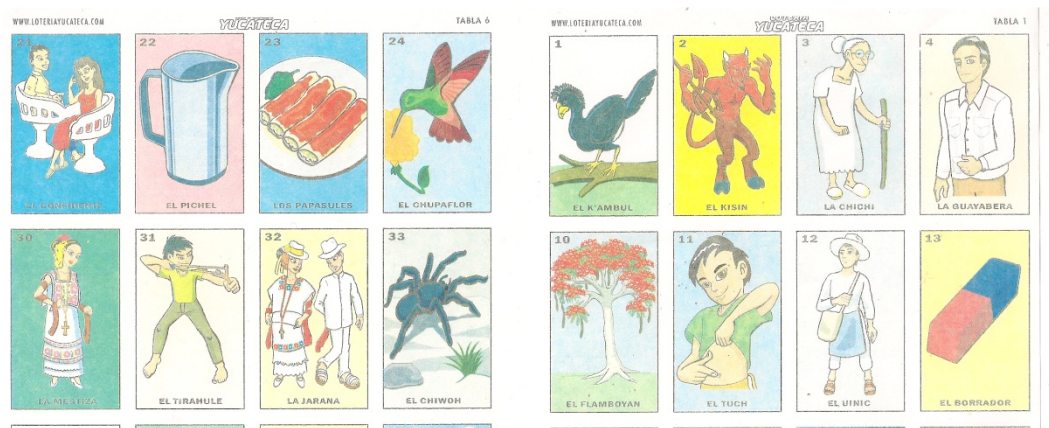 WWW.LOTERIAYUCATECA.COM
YUCATECA
TABLA 6
21
22
EL PICHEL
23
LOS PAPASULES
24
EL CHUPAFLOR
30
LA MESTIZA
31
EL TIRAHULE
32
LA JARANA
33
EL CHIWOH
WWW.LOTERIAYUCATECA.COM
YUCATECA
TABLA 1
1
EL K'AMBUL
2
EL KISIN
3
LA CHICHI
4
LA GUAYABERA
10
EL FLAMBOYAN
11
EL TUCH
12
EL UINIC
13
EL BORRADOR